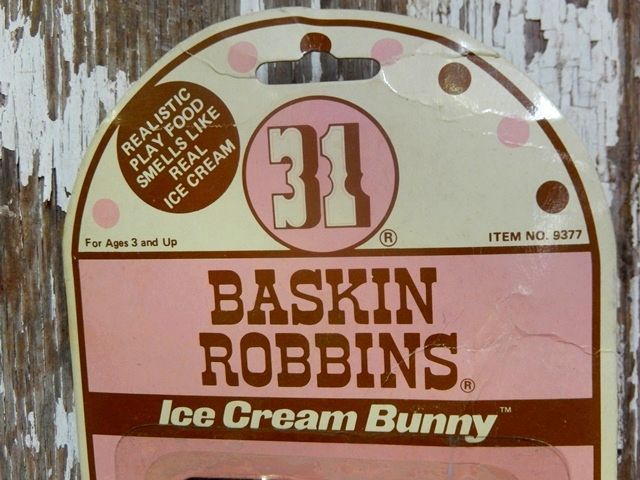 REALISTIC
PLAY FOOD
SMELLS LIKE
REAL
ICE CREAM
31
®
For Ages 3 and Up
ITEM NO. 9377
BASKIN
ROBBINS®
Ice Cream Bunny™